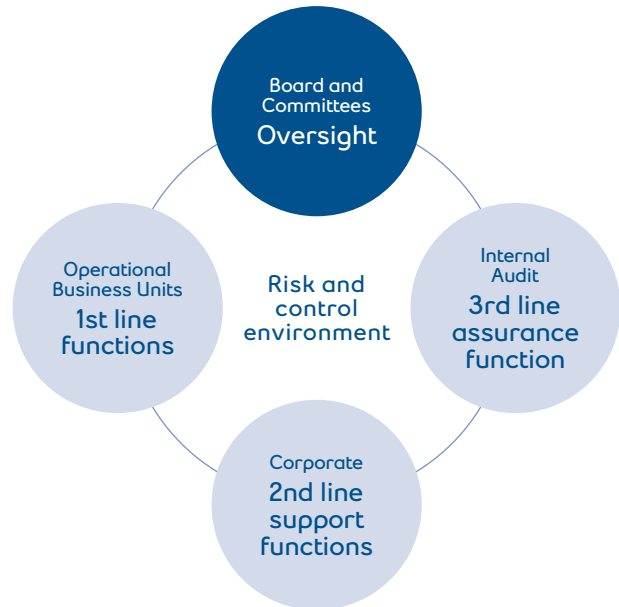 Board and
Committees
Oversight
Operational
Business Units
1st line
functions
Risk and
control
environment
Internal
Audit
3rd line
assurance
function
Corporate
2nd line
support
functions